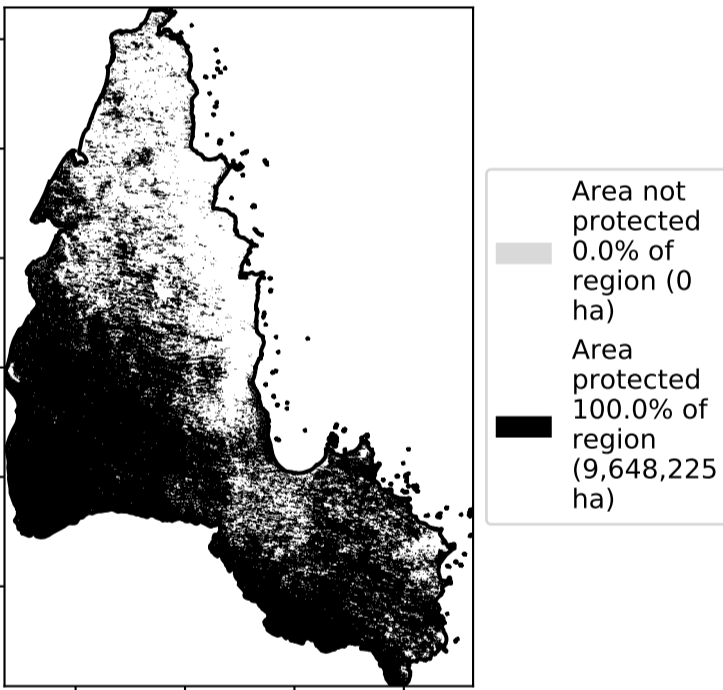 Area not
protected
0.0% of
region (0
ha)
Area
protected
100.0% of
region
(9,648,225
ha)